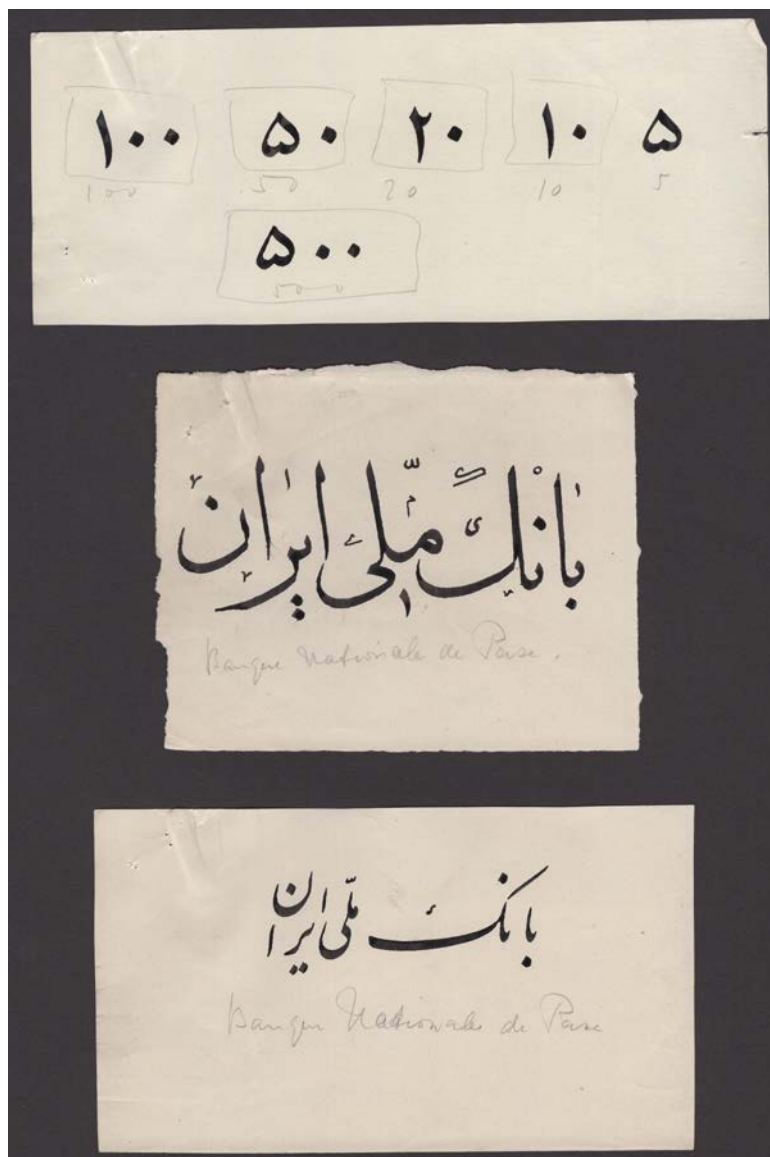 ۱۰۰ ۵۰ ۲۰ ۱۰ ۵
100 50 20 10 5
۵۰۰
500
بانک ملّی ایران
Banque Nationale de Perse.
بانک ملّی ایران
Banque Nationale de Perse